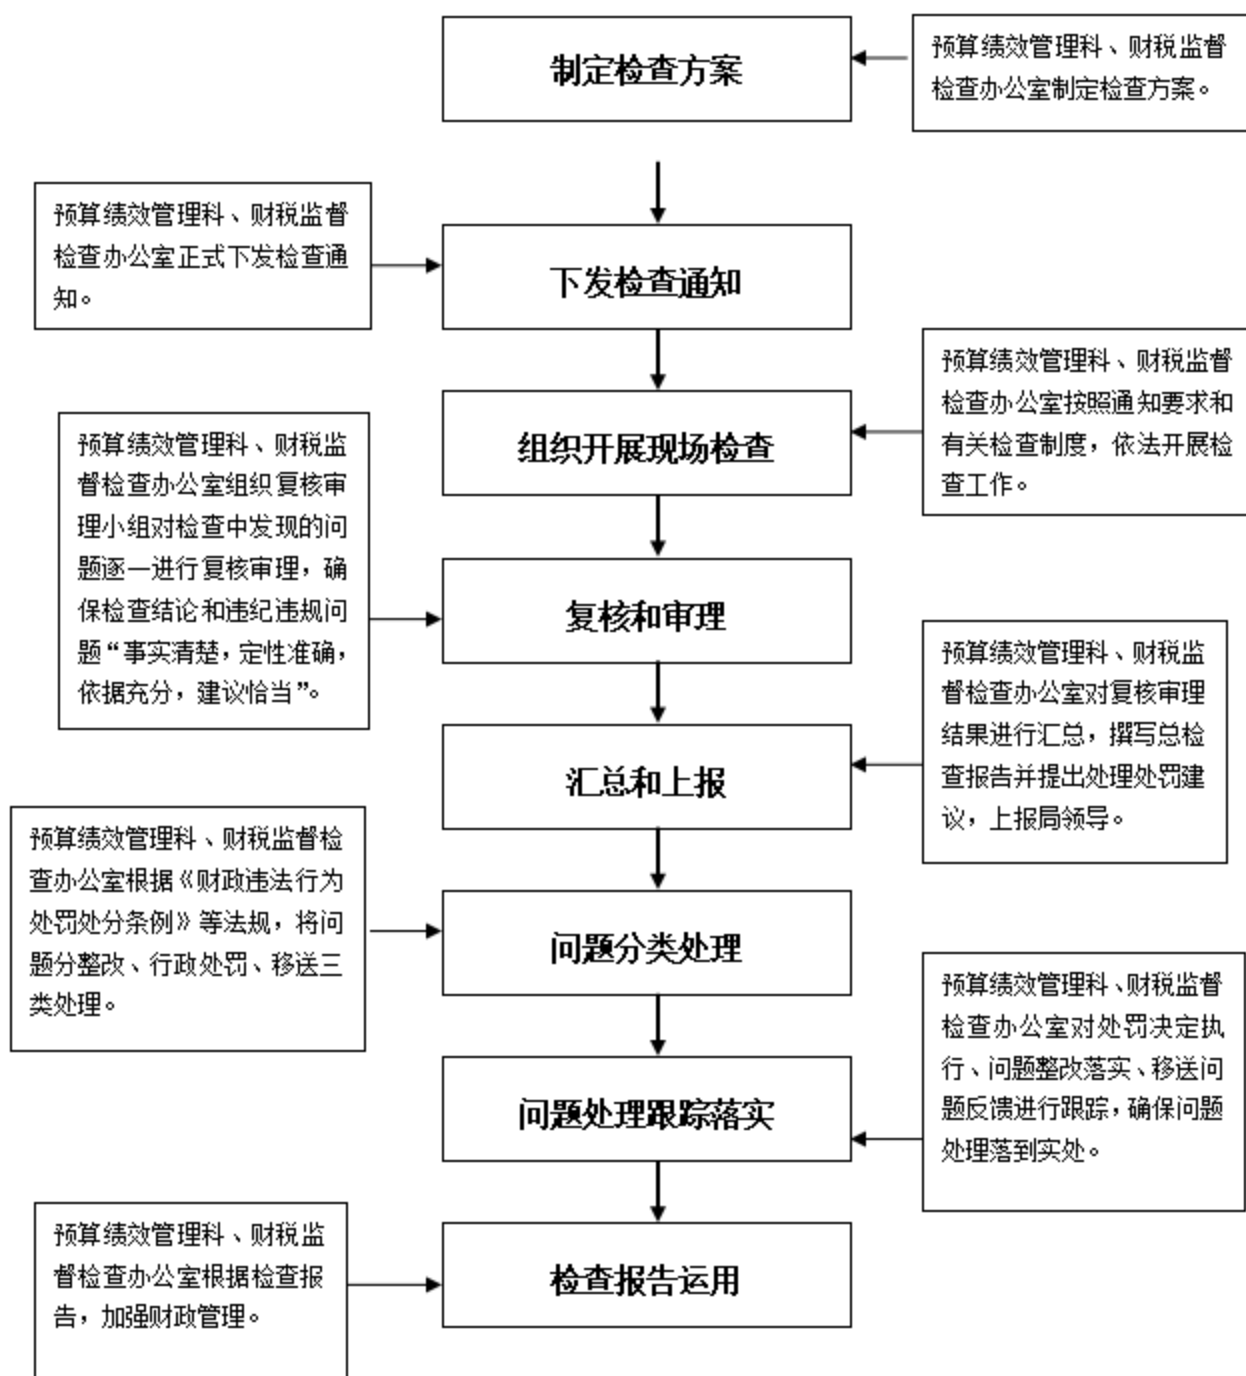 制定检查方案
预算绩效管理科、财税监督
检查办公室制定检查方案。
预算绩效管理科、财税监督
检查办公室正式下发检查通
知。
下发检查通知
预算绩效管理科、财税监督
检查办公室按照通知要求和
有关检查制度，依法开展检
查工作。
组织开展现场检查
预算绩效管理科、财税监
督检查办公室组织复核审
理小组对检查中发现的问
题逐一进行复核审理，确
保检查结论和违纪违规问
题“事实清楚，定性准确，
依据充分，建议恰当”。
复核和审理
预算绩效管理科、财税监
督检查办公室对复核审理
结果进行汇总，撰写总检
查报告并提出处理处罚建
议，上报局领导。
汇总和上报
预算绩效管理科、财税监督检
查办公室根据《财政违法行为
处罚处分条例》等法规，将问
题分整改、行政处罚、移送三
类处理。
问题分类处理
预算绩效管理科、财税监督
检查办公室对处罚决定执
行、问题整改落实、移送问
题反馈进行跟踪，确保问题
处理落到实处。
问题处理跟踪落实
预算绩效管理科、财税监
督检查办公室根据检查报
告，加强财政管理。
检查报告运用